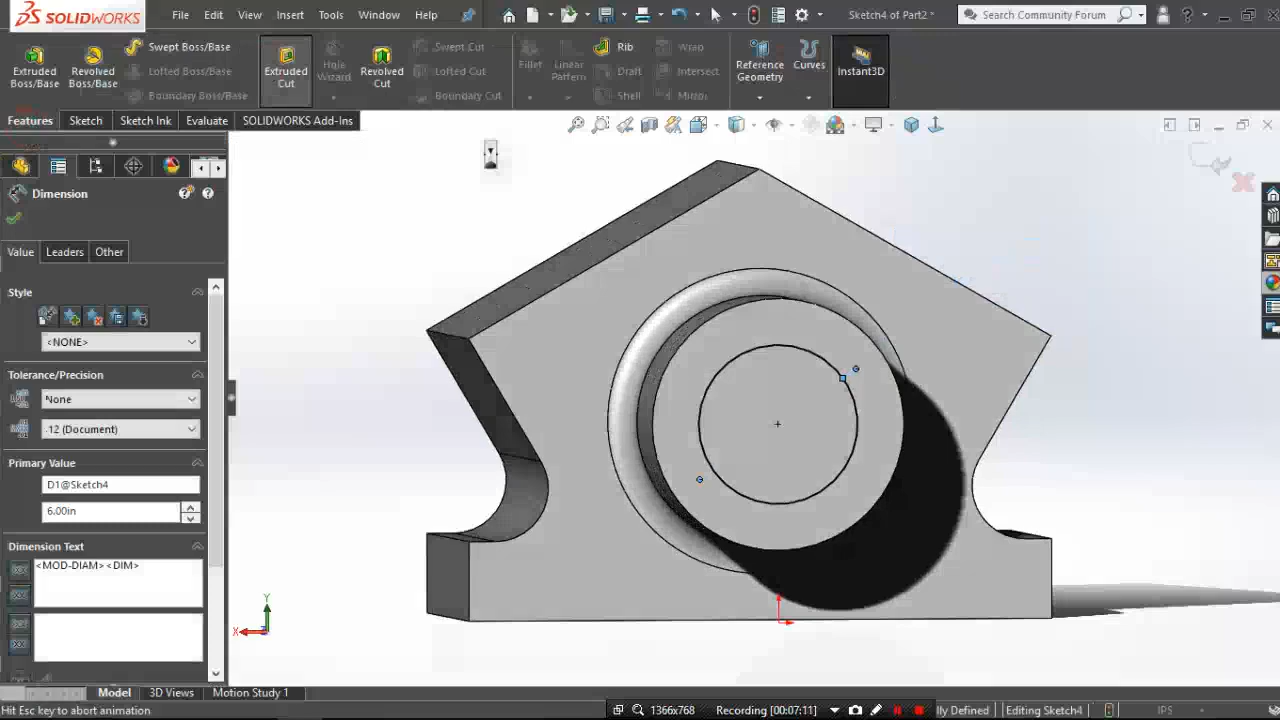 SOLIDWORKS
File Edit View Insert Tools Window Help
Sketch4 of Part2 *
Search Community Forum
Extruded Boss/Base
Revolved Boss/Base
Swept Boss/Base
Lofted Boss/Base
Boundary Boss/Base
Extruded Cut
Hole Wizard
Revolved Cut
Swept Cut
Lofted Cut
Boundary Cut
Fillet
Linear Pattern
Rib
Draft
Shell
Wrap
Intersect
Mirror
Reference Geometry
Curves
Instant3D
Features Sketch Sketch Ink Evaluate SOLIDWORKS Add-Ins
Dimension
Value Leaders Other
Style
<NONE>
Tolerance/Precision
None
.12 (Document)
Primary Value
D1@Sketch4
6.00in
Dimension Text
<MOD-DIAM><DIM>
Y
X
Model 3D Views Motion Study 1
Hit Esc key to abort animation
1366x768 Recording [00:07:11]
lly Defined Editing Sketch4 IPS